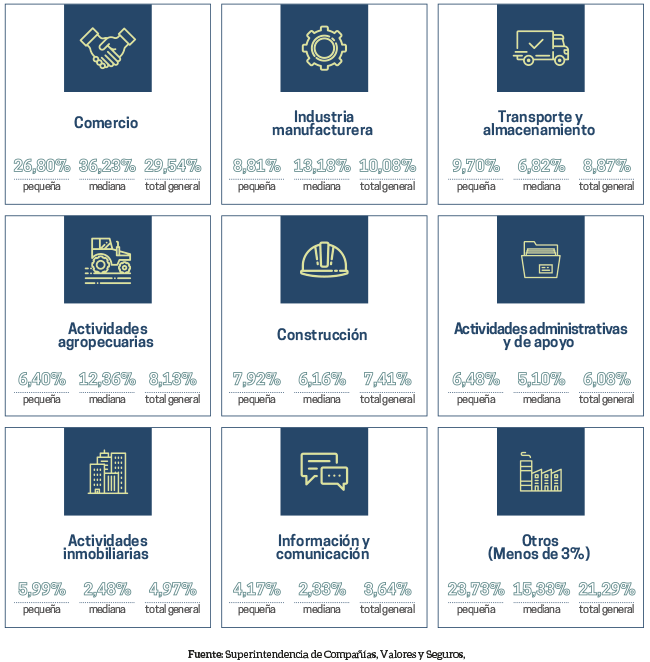 Comercio
26,80% 36,23% 29,54%
pequeña mediana total general
Industria
manufacturera
8,81% 13,18% 10,08%
pequeña mediana total general
Transporte y
almacenamiento
9,70% 6,82% 8,87%
pequeña mediana total general
Actividades
agropecuarias
6,40% 12,36% 8,13%
pequeña mediana total general
Construcción
7,92% 6,16% 7,41%
pequeña mediana total general
Actividades administrativas
y de apoyo
6,48% 5,10% 6,08%
pequeña mediana total general
Actividades
inmobiliarias
5,99% 2,48% 4,97%
pequeña mediana total general
Información y
comunicación
4,17% 2,33% 3,64%
pequeña mediana total general
Otros
(Menos de 3%)
23,73% 15,33% 21,29%
pequeña mediana total general
Fuente: Superintendencia de Compañías, Valores y Seguros,